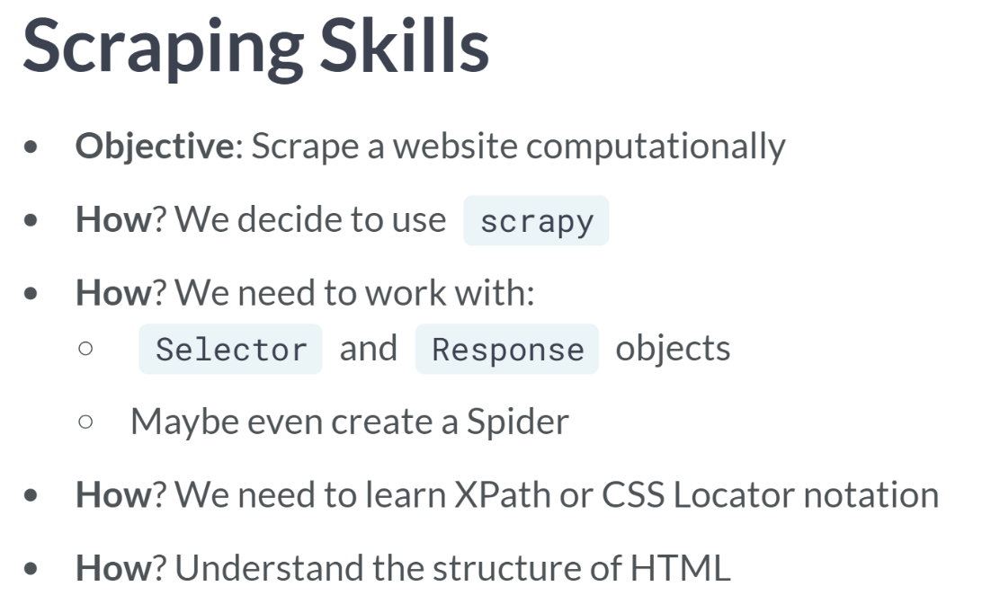 Scraping Skills
• Objective: Scrape a website computationally
• How? We decide to use scrapy
• How? We need to work with:
○ Selector and Response objects
○ Maybe even create a Spider
• How? We need to learn XPath or CSS Locator notation
• How? Understand the structure of HTML